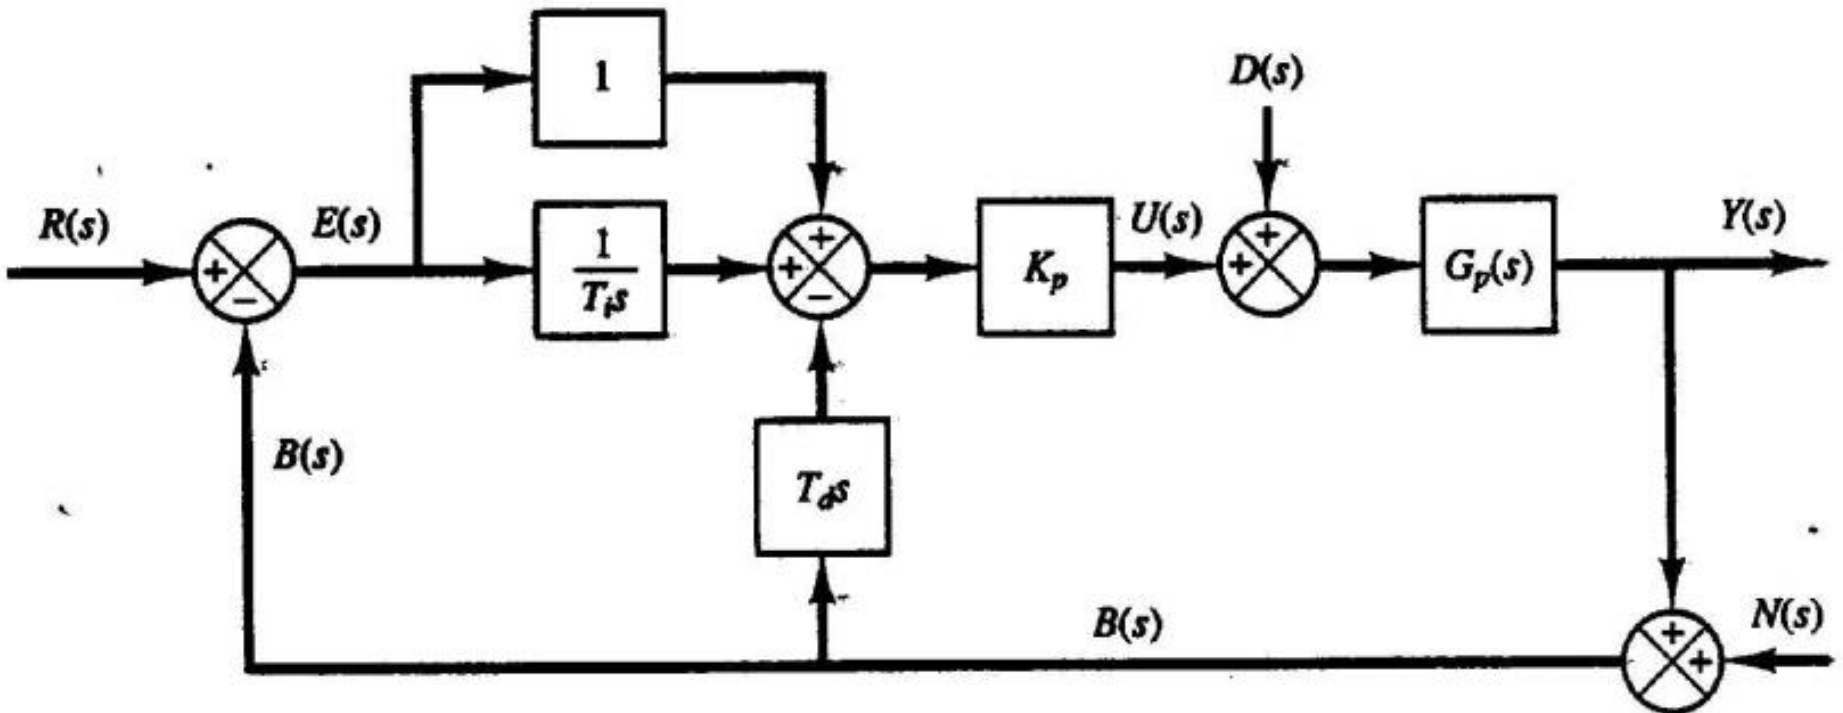 1
D(s)
R(s)
E(s)
+
+
1
T_i s
+
K_p
U(s)
+
+
G_p(s)
Y(s)
+
−
+
−
B(s)
T_d s
B(s)
+
+
N(s)